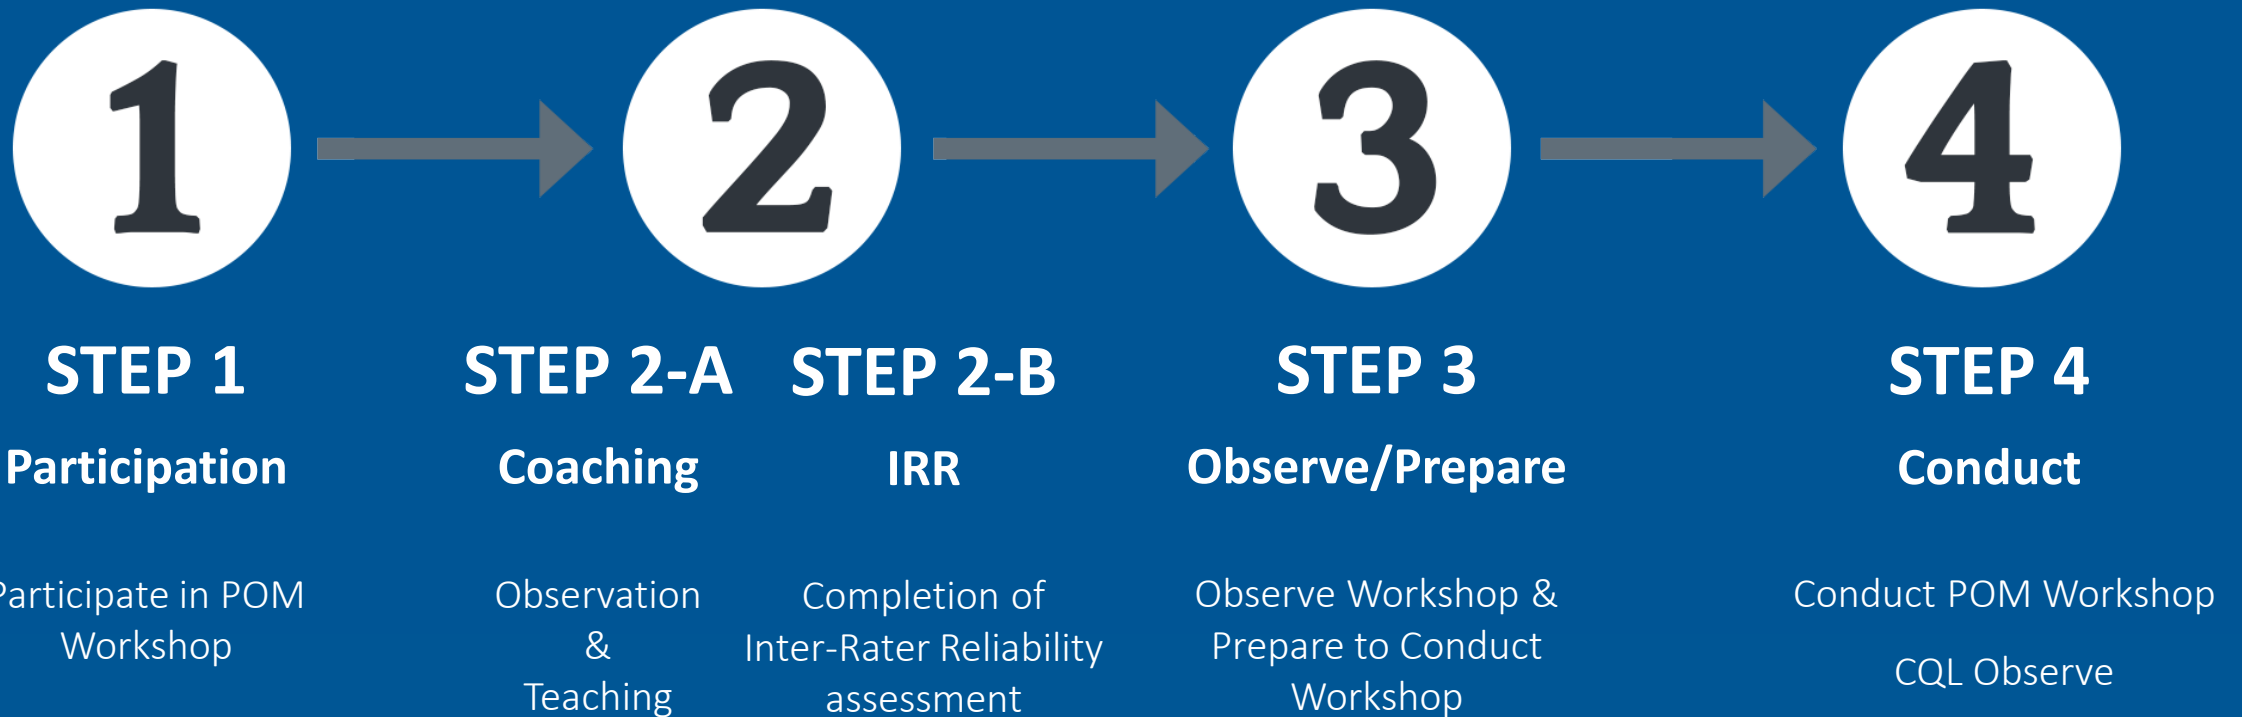 1
2
3
4
STEP 1
Participation
Participate in POM
Workshop
STEP 2-A
Coaching
Observation
&
Teaching
STEP 2-B
IRR
Completion of
Inter-Rater Reliability
assessment
STEP 3
Observe/Prepare
Observe Workshop &
Prepare to Conduct
Workshop
STEP 4
Conduct
Conduct POM Workshop
CQL Observe